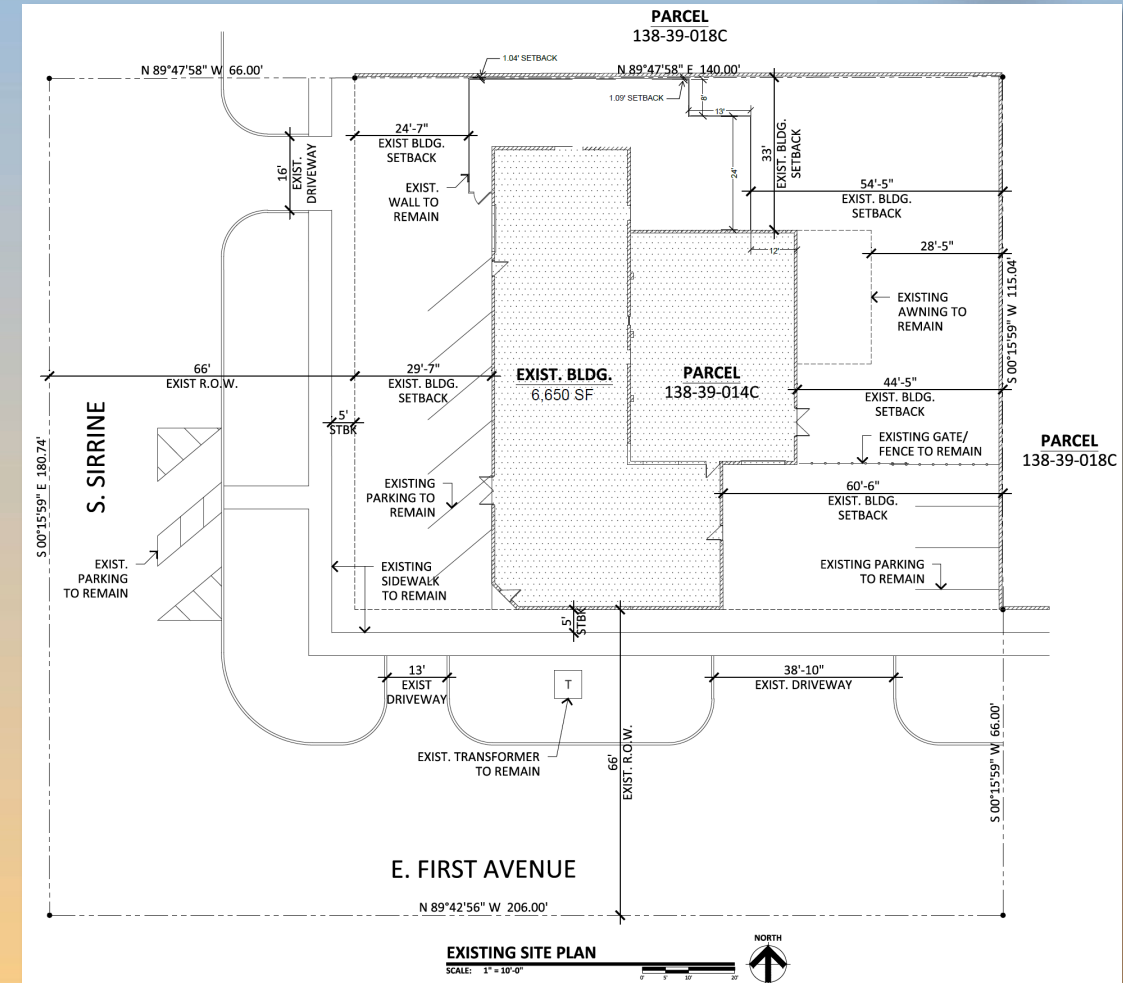 PARCEL
138-39-018C
1.04' SETBACK
N 89°47'58" W 66.00'
N 89°47'58" E 140.00'
1.09' SETBACK
8'
13'
24'-7"
EXIST BLDG.
SETBACK
16'
EXIST.
DRIVEWAY
33'
EXIST. BLDG.
SETBACK
24'
EXIST.
WALL TO
REMAIN
54'-5"
EXIST. BLDG.
SETBACK
12'
28'-5"
S 00°15'59" W 115.04'
EXISTING
AWNING TO
REMAIN
66'
EXIST R.O.W.
29'-7"
EXIST. BLDG.
SETBACK
EXIST. BLDG.
6,650 SF
PARCEL
138-39-014C
44'-5"
EXIST. BLDG.
SETBACK
5'
STBK
S. SIRRINE
S 00°15'59" E 180.74'
EXISTING GATE/
FENCE TO REMAIN
PARCEL
138-39-018C
EXISTING
PARKING TO
REMAIN
60'-6"
EXIST. BLDG.
SETBACK
EXIST.
PARKING
TO REMAIN
EXISTING
SIDEWALK
TO REMAIN
EXISTING PARKING
TO REMAIN
5'
STBK
13'
EXIST
DRIVEWAY
T
38'-10"
EXIST. DRIVEWAY
EXIST. TRANSFORMER
TO REMAIN
66'
EXIST. R.O.W.
S 00°15'59" W 66.00'
E. FIRST AVENUE
N 89°42'56" W 206.00'
EXISTING SITE PLAN
SCALE: 1" = 10'-0"
0' 5' 10' 20'
NORTH